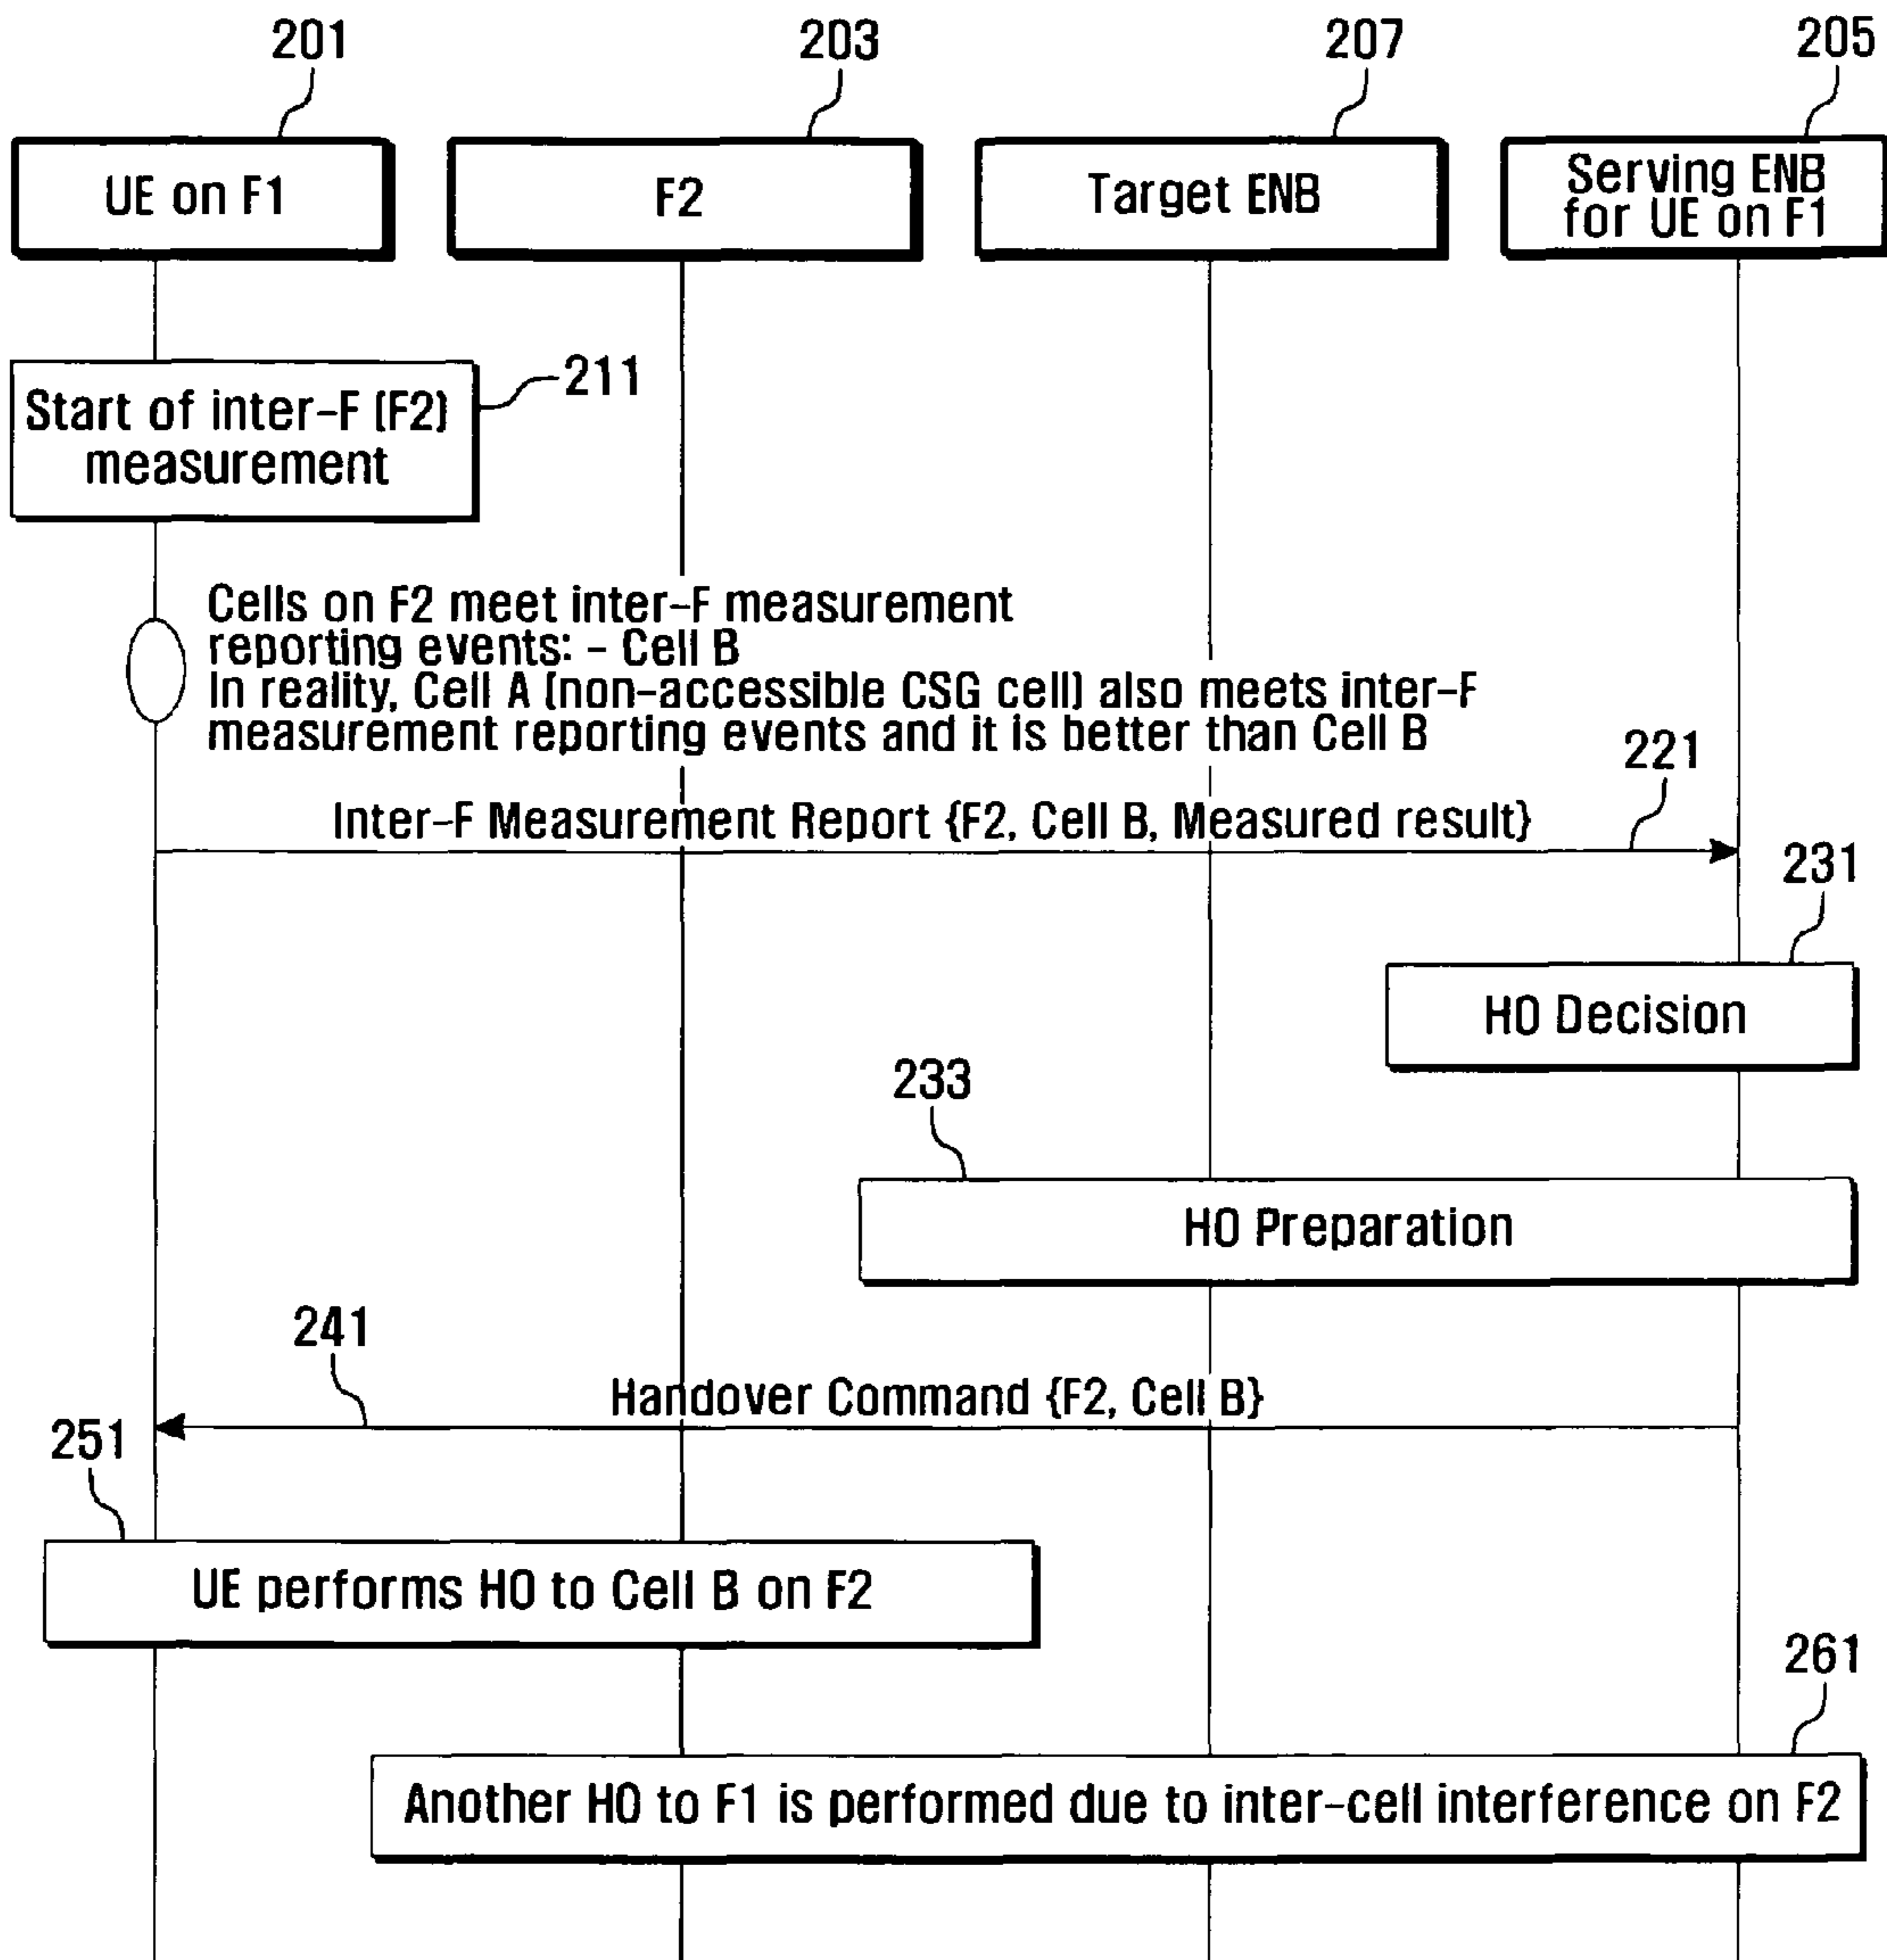 201
203
207
205
UE on F1
F2
Target ENB
Serving ENB
for UE on F1
Start of inter-F (F2)
measurement
211
Cells on F2 meet inter-F measurement
reporting events: - Cell B
In reality, Cell A (non-accessible CSG cell) also meets inter-F
measurement reporting events and it is better than Cell B
221
Inter-F Measurement Report {F2, Cell B, Measured result}
231
HO Decision
233
HO Preparation
241
Handover Command {F2, Cell B}
251
UE performs HO to Cell B on F2
261
Another HO to F1 is performed due to inter-cell interference on F2